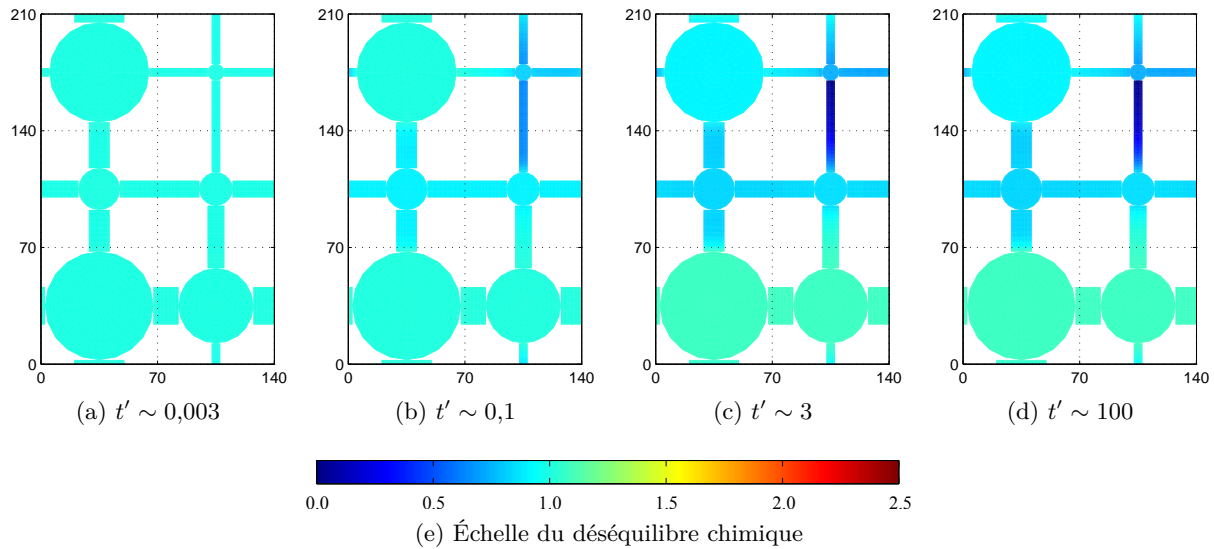 210 210 210 210
140 140 140 140
70 70 70 70
0 0 0 0
0 70 140 0 70 140 0 70 140 0 70 140
(a) t′ ∼ 0,003 (b) t′ ∼ 0,1 (c) t′ ∼ 3 (d) t′ ∼ 100
0.0 0.5 1.0 1.5 2.0 2.5
(e) Échelle du déséquilibre chimique